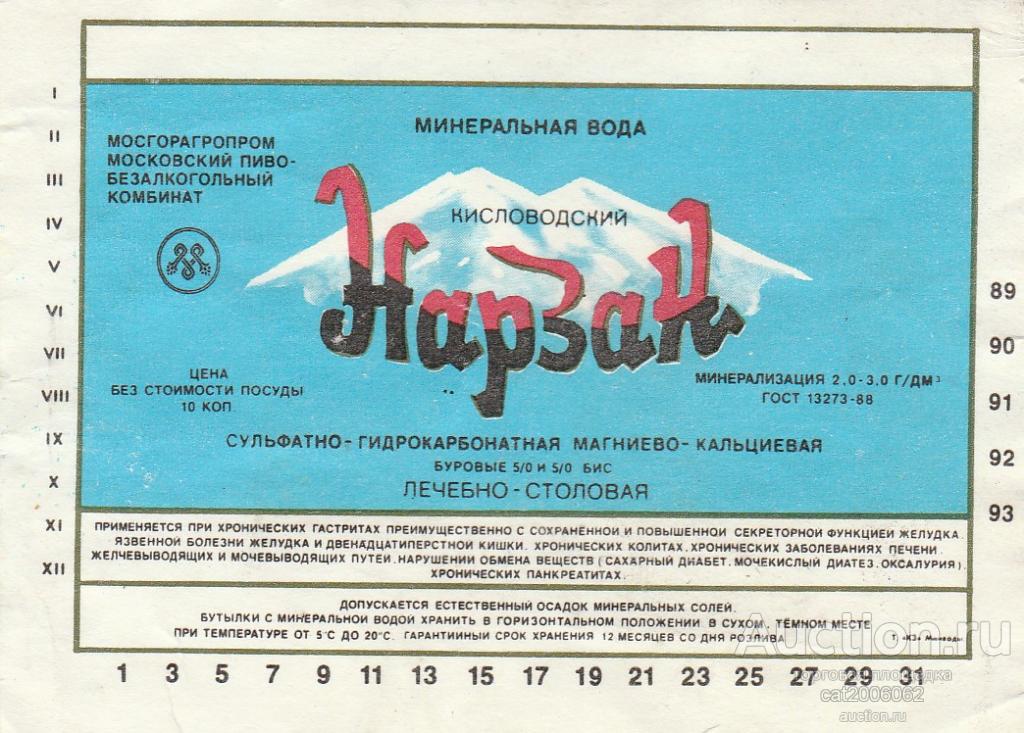 МИНЕРАЛЬНАЯ ВОДА
МОСГОРАГРОПРОМ
МОСКОВСКИЙ ПИВО-
БЕЗАЛКОГОЛЬНЫЙ
КОМБИНАТ
КИСЛОВОДСКИЙ
Нарзан
ЦЕНА
БЕЗ СТОИМОСТИ ПОСУДЫ
10 КОП.
МИНЕРАЛИЗАЦИЯ 2,0-3,0 Г/ДМ³
ГОСТ 13273-88
СУЛЬФАТНО-ГИДРОКАРБОНАТНАЯ МАГНИЕВО-КАЛЬЦИЕВАЯ
БУРОВЫЕ 5/0 И 5/0 БИС
ЛЕЧЕБНО-СТОЛОВАЯ
I
II
III
IV
V
VI
VII
VIII
IX
X
XI
XII
89
90
91
92
93
ПРИМЕНЯЕТСЯ ПРИ ХРОНИЧЕСКИХ ГАСТРИТАХ ПРЕИМУЩЕСТВЕННО С СОХРАНЕННОЙ И ПОВЫШЕННОЙ СЕКРЕТОРНОЙ ФУНКЦИЕЙ ЖЕЛУДКА.
ЯЗВЕННОЙ БОЛЕЗНИ ЖЕЛУДКА И ДВЕНАДЦАТИПЕРСТНОЙ КИШКИ. ХРОНИЧЕСКИХ КОЛИТАХ. ХРОНИЧЕСКИХ ЗАБОЛЕВАНИЯХ ПЕЧЕНИ.
ЖЕЛЧЕВЫВОДЯЩИХ И МОЧЕВЫВОДЯЩИХ ПУТЕЙ. НАРУШЕНИИ ОБМЕНА ВЕЩЕСТВ (САХАРНЫЙ ДИАБЕТ. МОЧЕКИСЛЫЙ ДИАТЕЗ. ОКСАЛУРИЯ).
ХРОНИЧЕСКИХ ПАНКРЕАТИТАХ.
ДОПУСКАЕТСЯ ЕСТЕСТВЕННЫЙ ОСАДОК МИНЕРАЛЬНЫХ СОЛЕЙ.
БУТЫЛКИ С МИНЕРАЛЬНОЙ ВОДОЙ ХРАНИТЬ В ГОРИЗОНТАЛЬНОМ ПОЛОЖЕНИИ В СУХОМ, ТЕМНОМ МЕСТЕ
ПРИ ТЕМПЕРАТУРЕ ОТ 5°С ДО 20°С. ГАРАНТИЙНЫЙ СРОК ХРАНЕНИЯ 12 МЕСЯЦЕВ СО ДНЯ РОЗЛИВА
Т. «КЗ» Минводы
1 3 5 7 9 11 13 15 17 19 21 23 25 27 29 31
Auction.ru
торговая площадка
cat2006062
auction.ru